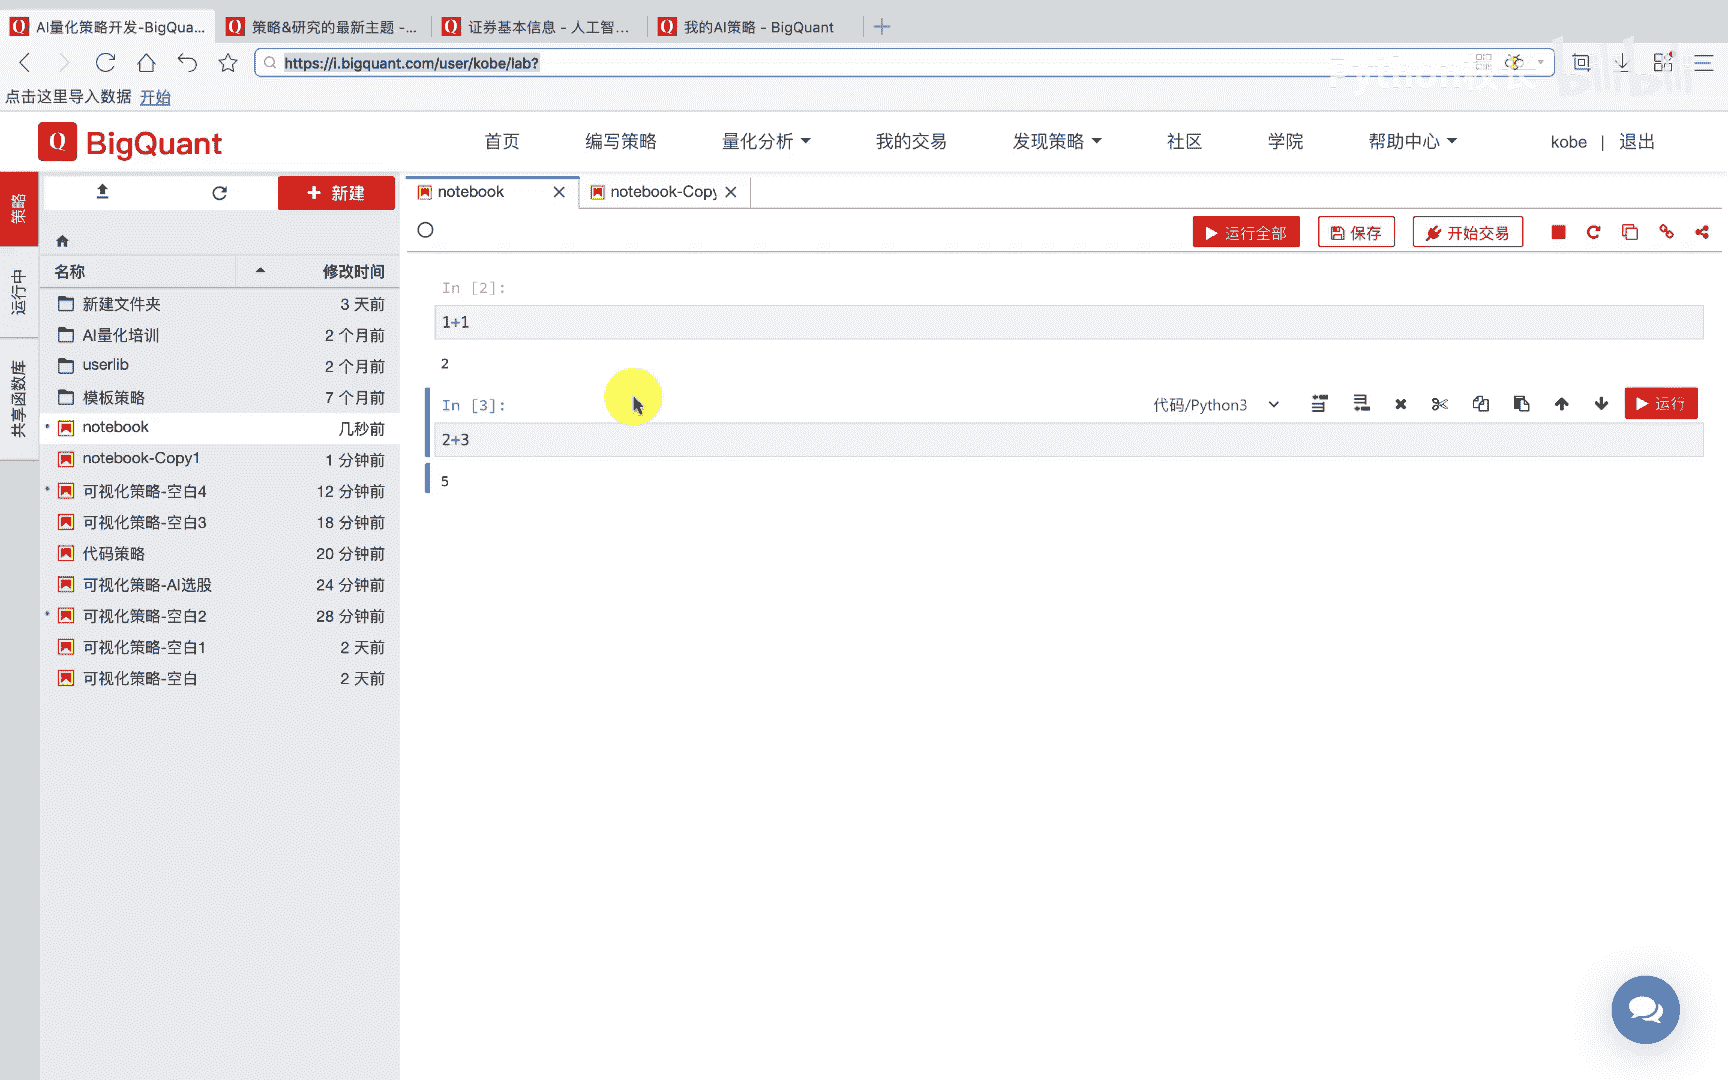 AI量化策略开发-BigQua...
策略&研究的最新主题 -...
证券基本信息 - 人工智...
我的AI策略 - BigQuant
https://i.bigquant.com/user/kobe/lab?
点击这里导入数据 开始
BigQuant
首页 编写策略 量化分析 我的交易 发现策略 社区 学院 帮助中心 kobe | 退出
策略
运行中
共享函数库
新建
名称 修改时间
新建文件夹 3 天前
AI量化培训 2 个月前
userlib 2 个月前
模板策略 7 个月前
notebook 几秒前
notebook-Copy1 1 分钟前
可视化策略-空白4 12 分钟前
可视化策略-空白3 18 分钟前
代码策略 20 分钟前
可视化策略-AI选股 24 分钟前
可视化策略-空白2 28 分钟前
可视化策略-空白1 2 天前
可视化策略-空白 2 天前
notebook
notebook-Copy
运行全部 保存 开始交易
In [2]:
1+1
2
In [3]:
代码/Python3 运行
2+3
5